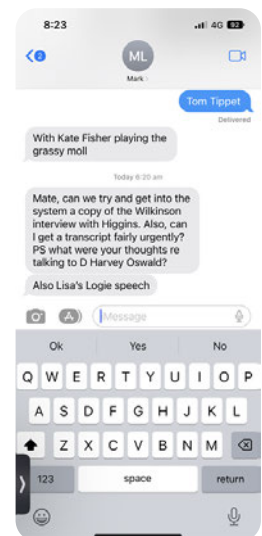 8:23
4G 82
2
ML
Mark
Tom Tippet
Delivered
With Kate Fisher playing the
grassy moll
Today 6:20 am
Mate, can we try and get into the
system a copy of the Wilkinson
interview with Higgins. Also, can
I get a transcript fairly urgently?
PS what were your thoughts re
talking to D Harvey Oswald?
Also Lisa's Logie speech
Message
Ok Yes No
Q W E R T Y U I O P
A S D F G H J K L
Z X C V B N M
123 space return